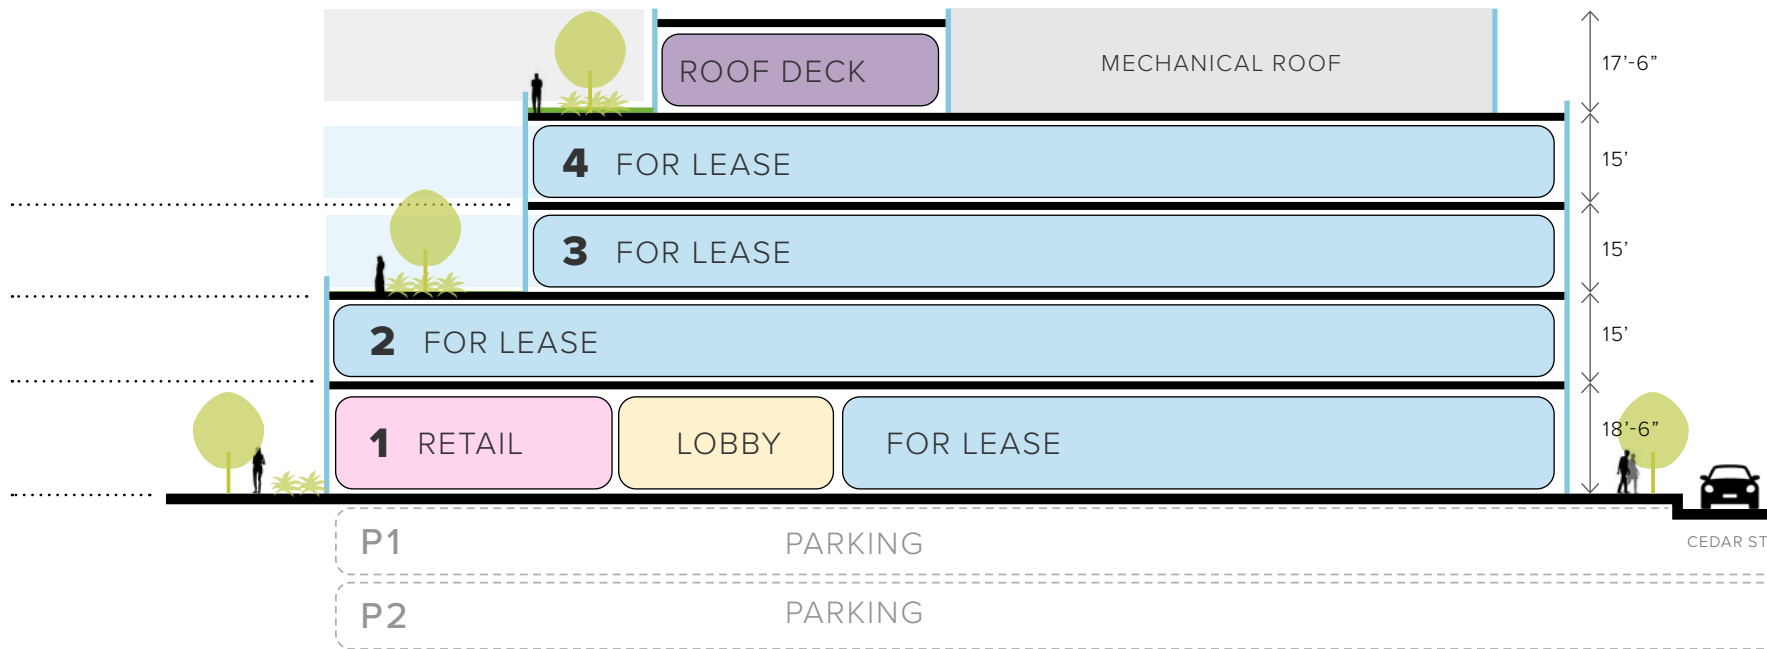 ROOF DECK
MECHANICAL ROOF
17’-6”
4 FOR LEASE
15’
3 FOR LEASE
15’
2 FOR LEASE
15’
1 RETAIL
LOBBY
FOR LEASE
18’-6”
P1 PARKING
CEDAR ST
P2 PARKING